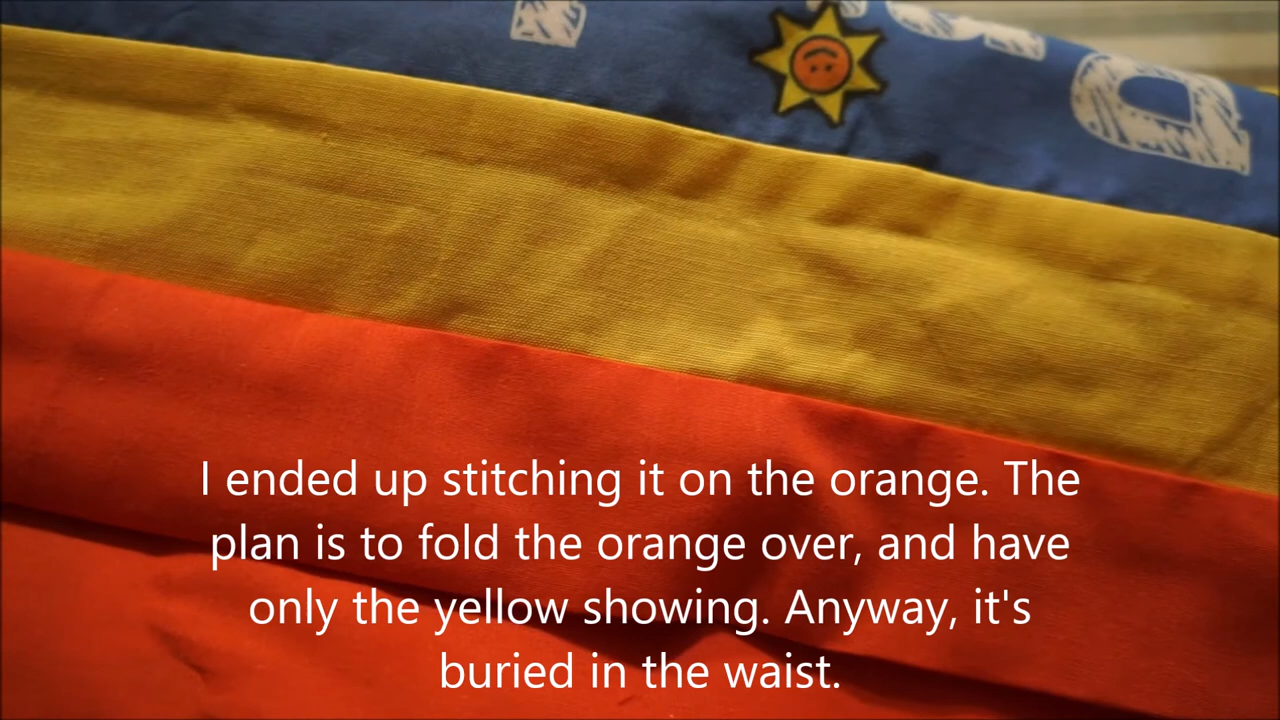 I ended up stitching it on the orange. The
plan is to fold the orange over, and have
only the yellow showing. Anyway, it's
buried in the waist.